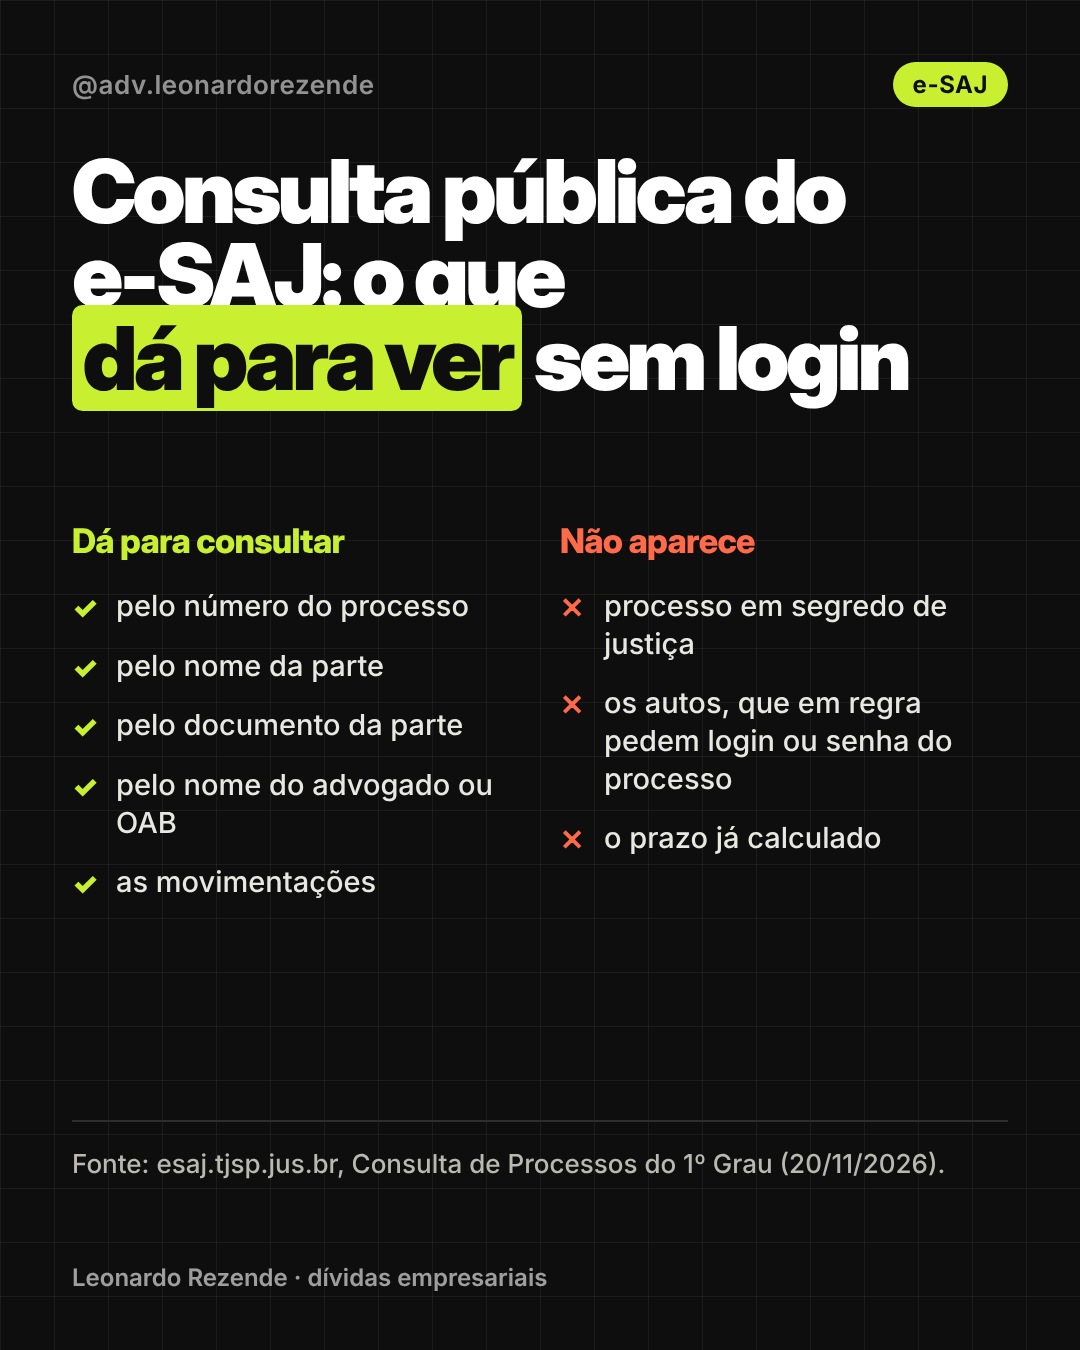 @adv.leonardorezende
e-SAJ
Consulta pública do
e-SAJ: o que
dá para ver sem login
Dá para consultar
pelo número do processo
pelo nome da parte
pelo documento da parte
pelo nome do advogado ou
OAB
as movimentações
Não aparece
processo em segredo de
justiça
os autos, que em regra
pedem login ou senha do
processo
o prazo já calculado
Fonte: esaj.tjsp.jus.br, Consulta de Processos do 1º Grau (20/11/2026).
Leonardo Rezende · dívidas empresariais